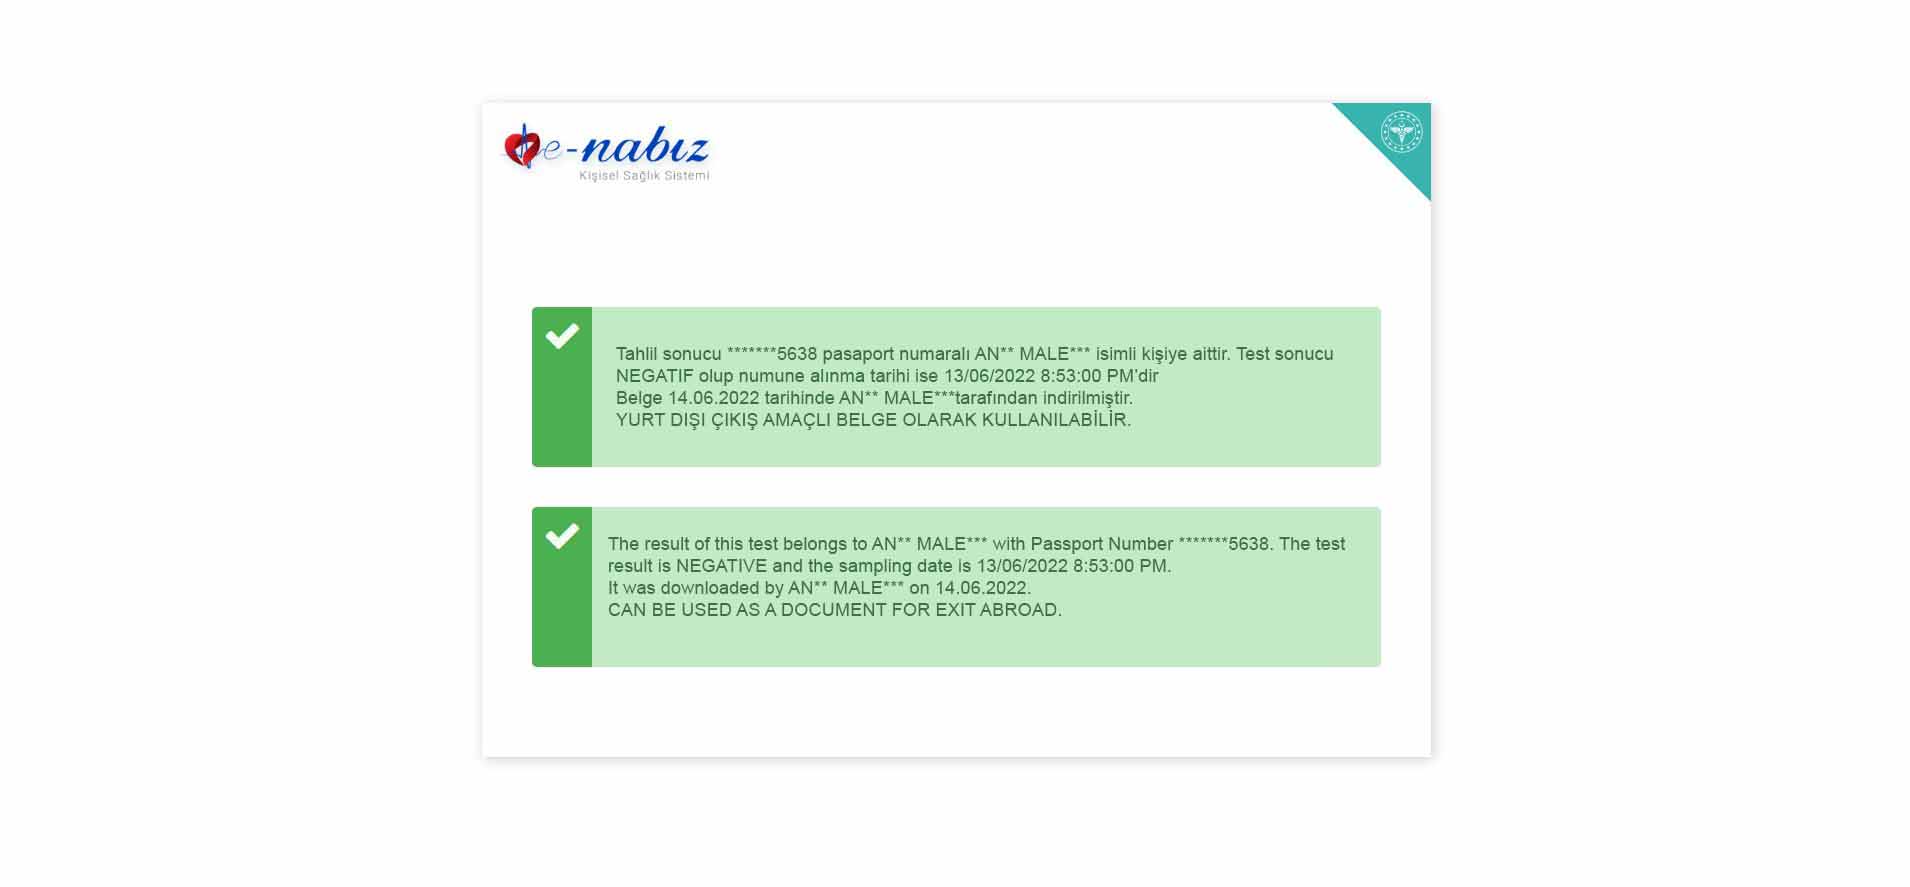 e-nabız
Kişisel Sağlık Sistemi
Tahlil sonucu *******5638 pasaport numaralı AN** MALE*** isimli kişiye aittir. Test sonucu
NEGATIF olup numune alınma tarihi ise 13/06/2022 8:53:00 PM'dir
Belge 14.06.2022 tarihinde AN** MALE***tarafından indirilmiştir.
YURT DIŞI ÇIKIŞ AMAÇLI BELGE OLARAK KULLANILABİLİR.
The result of this test belongs to AN** MALE*** with Passport Number *******5638. The test
result is NEGATIVE and the sampling date is 13/06/2022 8:53:00 PM.
It was downloaded by AN** MALE*** on 14.06.2022.
CAN BE USED AS A DOCUMENT FOR EXIT ABROAD.